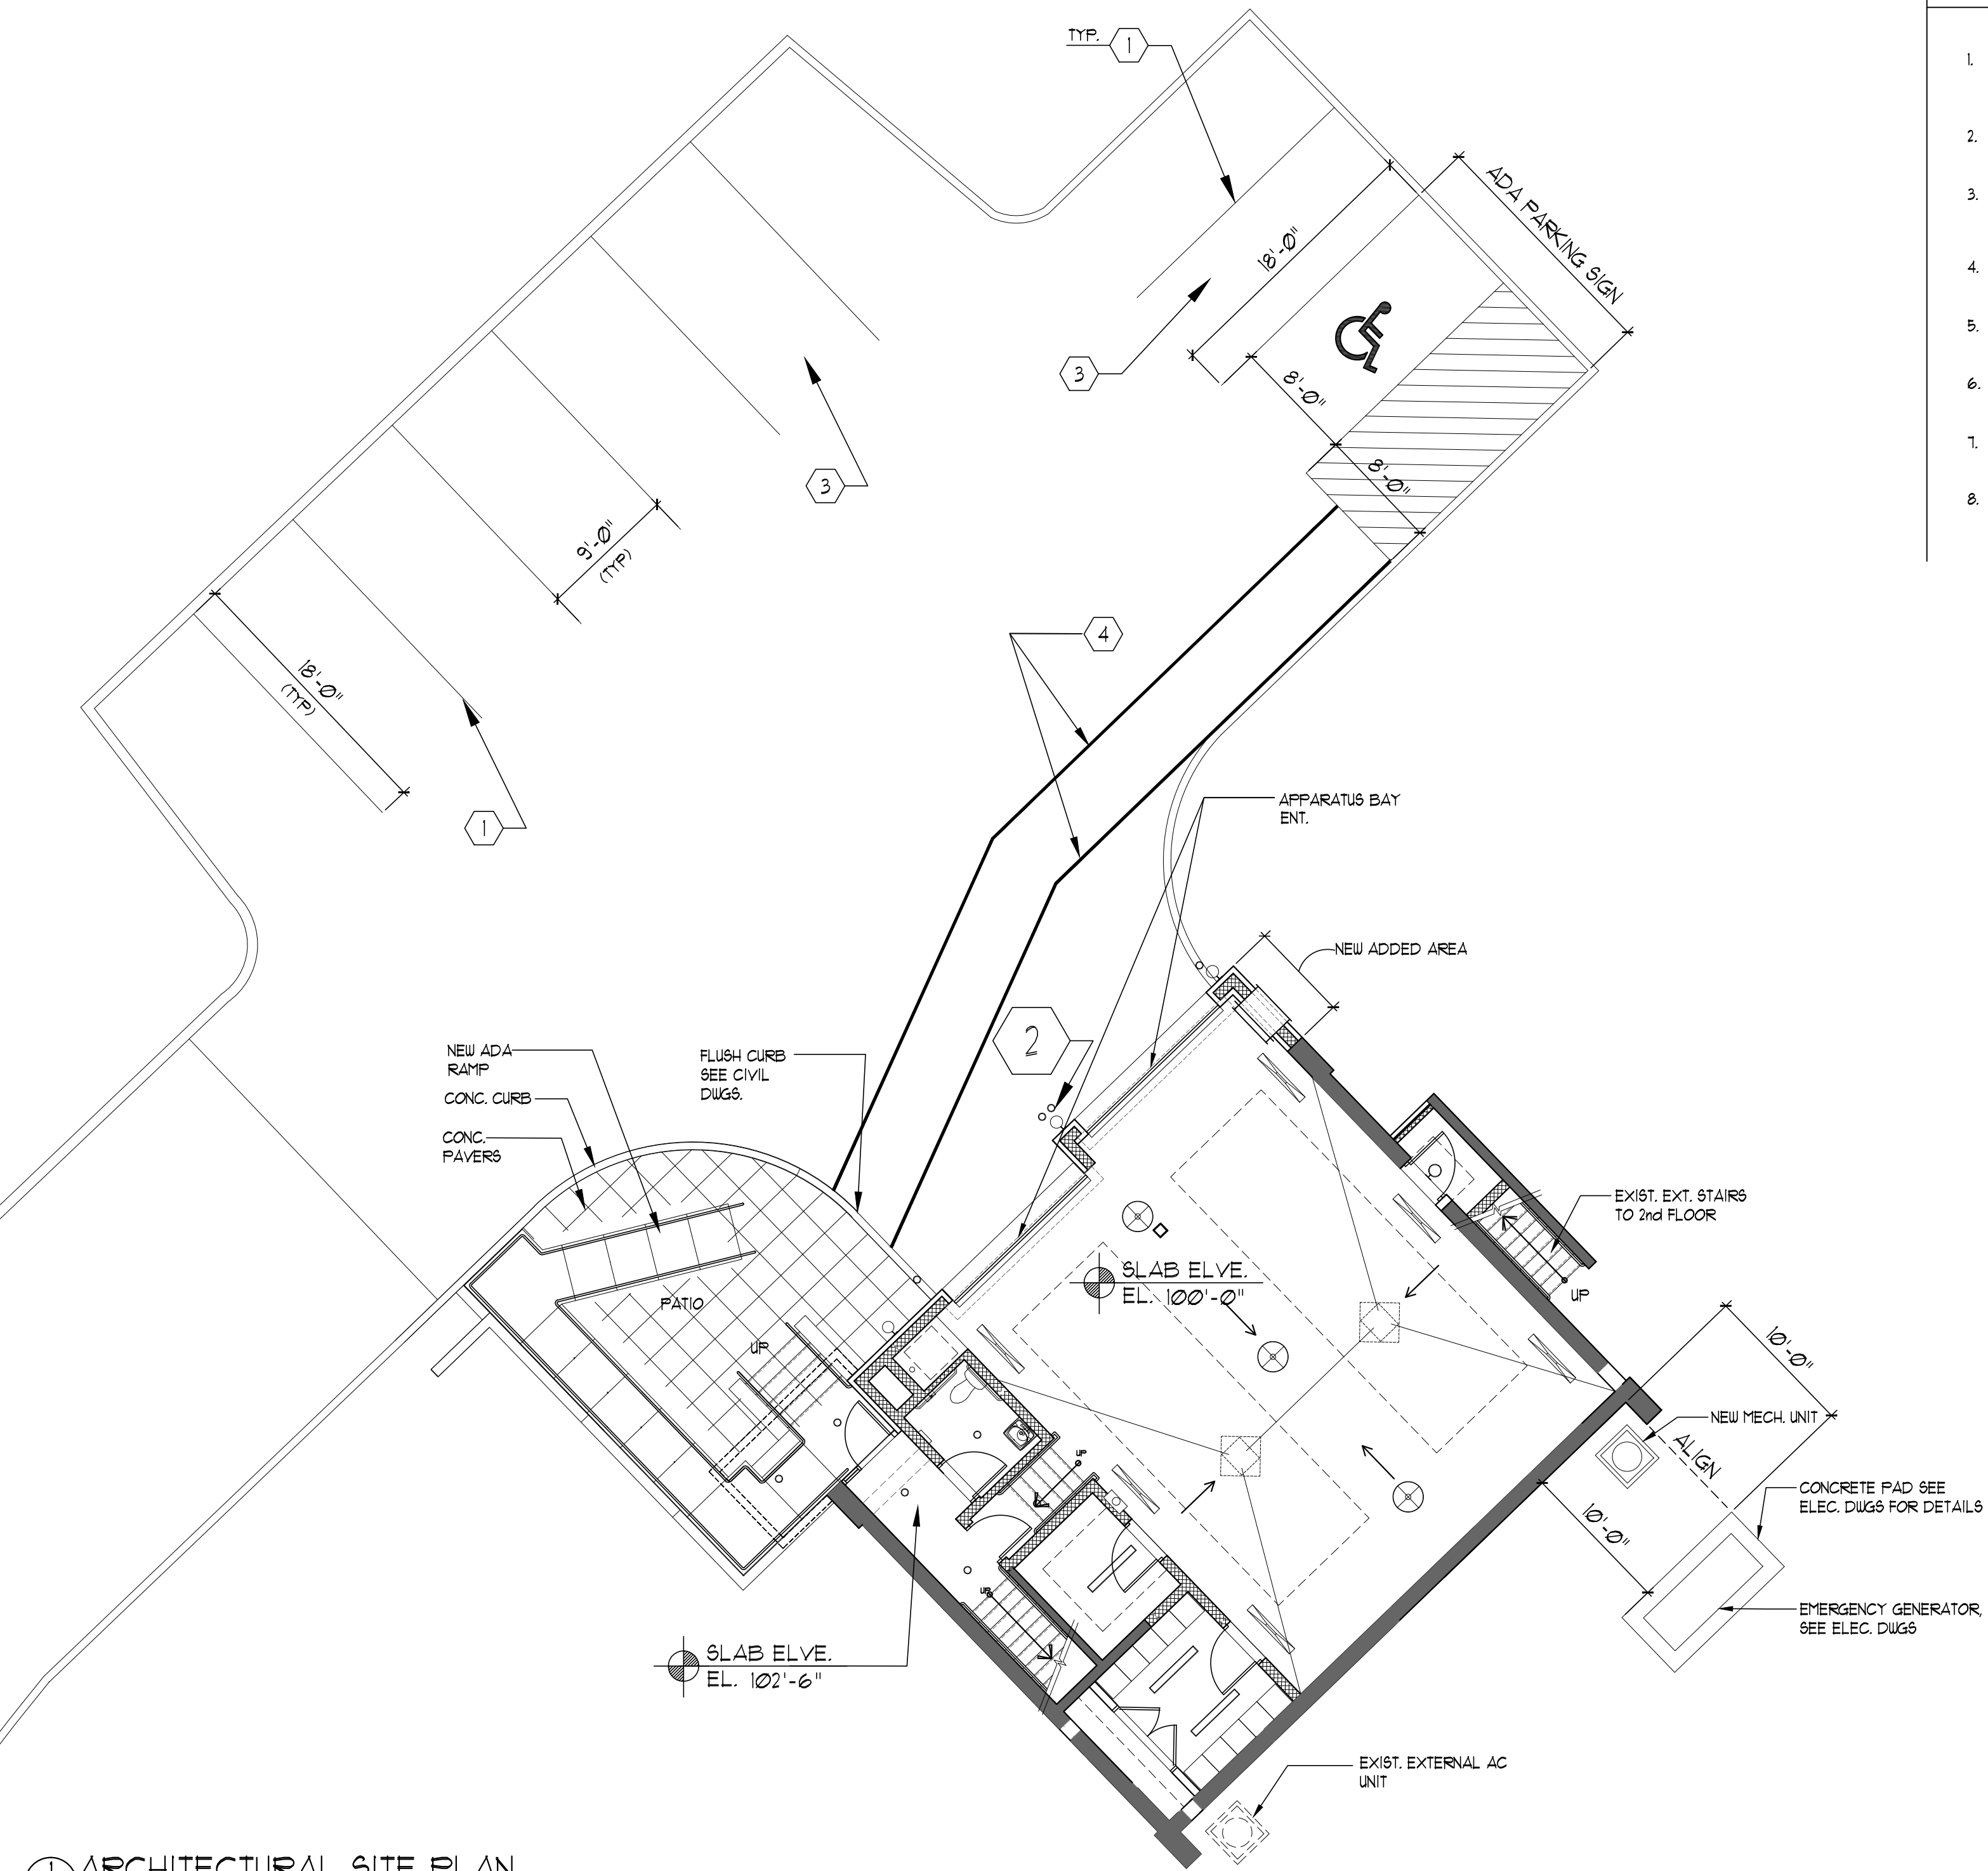 TYP.
1
1.
2.
3.
4.
5.
6.
7.
8.
ADA PARKING SIGN
18'-0"
3
8'-0"
8'-0"
3
9'-0"
(TYP)
18'-0"
(TYP)
1
4
APPARATUS BAY
ENT.
NEW ADDED AREA
2
NEW ADA
RAMP
CONC. CURB
CONC.
PAVERS
FLUSH CURB
SEE CIVIL
DWGS.
EXIST. EXT. STAIRS
TO 2nd FLOOR
UP
SLAB ELVE.
EL. 100'-0"
PATIO
UP
UP
UP
10'-0"
NEW MECH. UNIT
ALIGN
CONCRETE PAD SEE
ELEC. DWGS FOR DETAILS
10'-0"
EMERGENCY GENERATOR,
SEE ELEC. DWGS
SLAB ELVE.
EL. 102'-6"
EXIST. EXTERNAL AC
UNIT
1
ARCHITECTURAL SITE PLAN